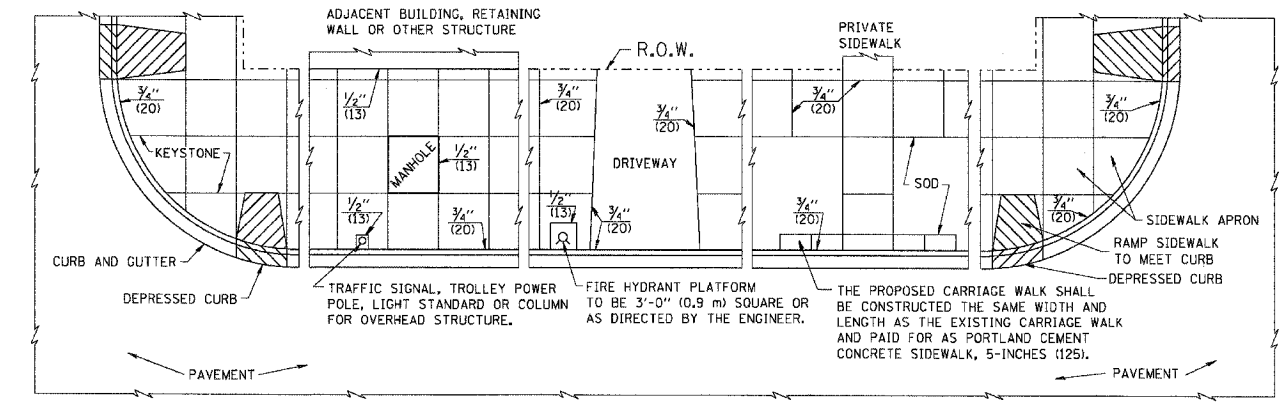 ADJACENT BUILDING, RETAINING
WALL OR OTHER STRUCTURE
R.O.W.
PRIVATE
SIDEWALK
3/4"
(20)
1/2"
(13)
3/4"
(20)
3/4"
(20)
3/4"
(20)
3/4"
(20)
KEYSTONE
MANHOLE
1/2"
(13)
DRIVEWAY
SOD
1/2"
(13)
3/4"
(20)
1/2"
(13)
3/4"
(20)
3/4"
(20)
3/4"
(20)
SIDEWALK APRON
RAMP SIDEWALK
TO MEET CURB
DEPRESSED CURB
CURB AND GUTTER
DEPRESSED CURB
TRAFFIC SIGNAL, TROLLEY POWER
POLE, LIGHT STANDARD OR COLUMN
FOR OVERHEAD STRUCTURE.
FIRE HYDRANT PLATFORM
TO BE 3'-0" (0.9 m) SQUARE OR
AS DIRECTED BY THE ENGINEER.
THE PROPOSED CARRIAGE WALK SHALL
BE CONSTRUCTED THE SAME WIDTH AND
LENGTH AS THE EXISTING CARRIAGE WALK
AND PAID FOR AS PORTLAND CEMENT
CONCRETE SIDEWALK, 5-INCHES (125).
PAVEMENT
PAVEMENT